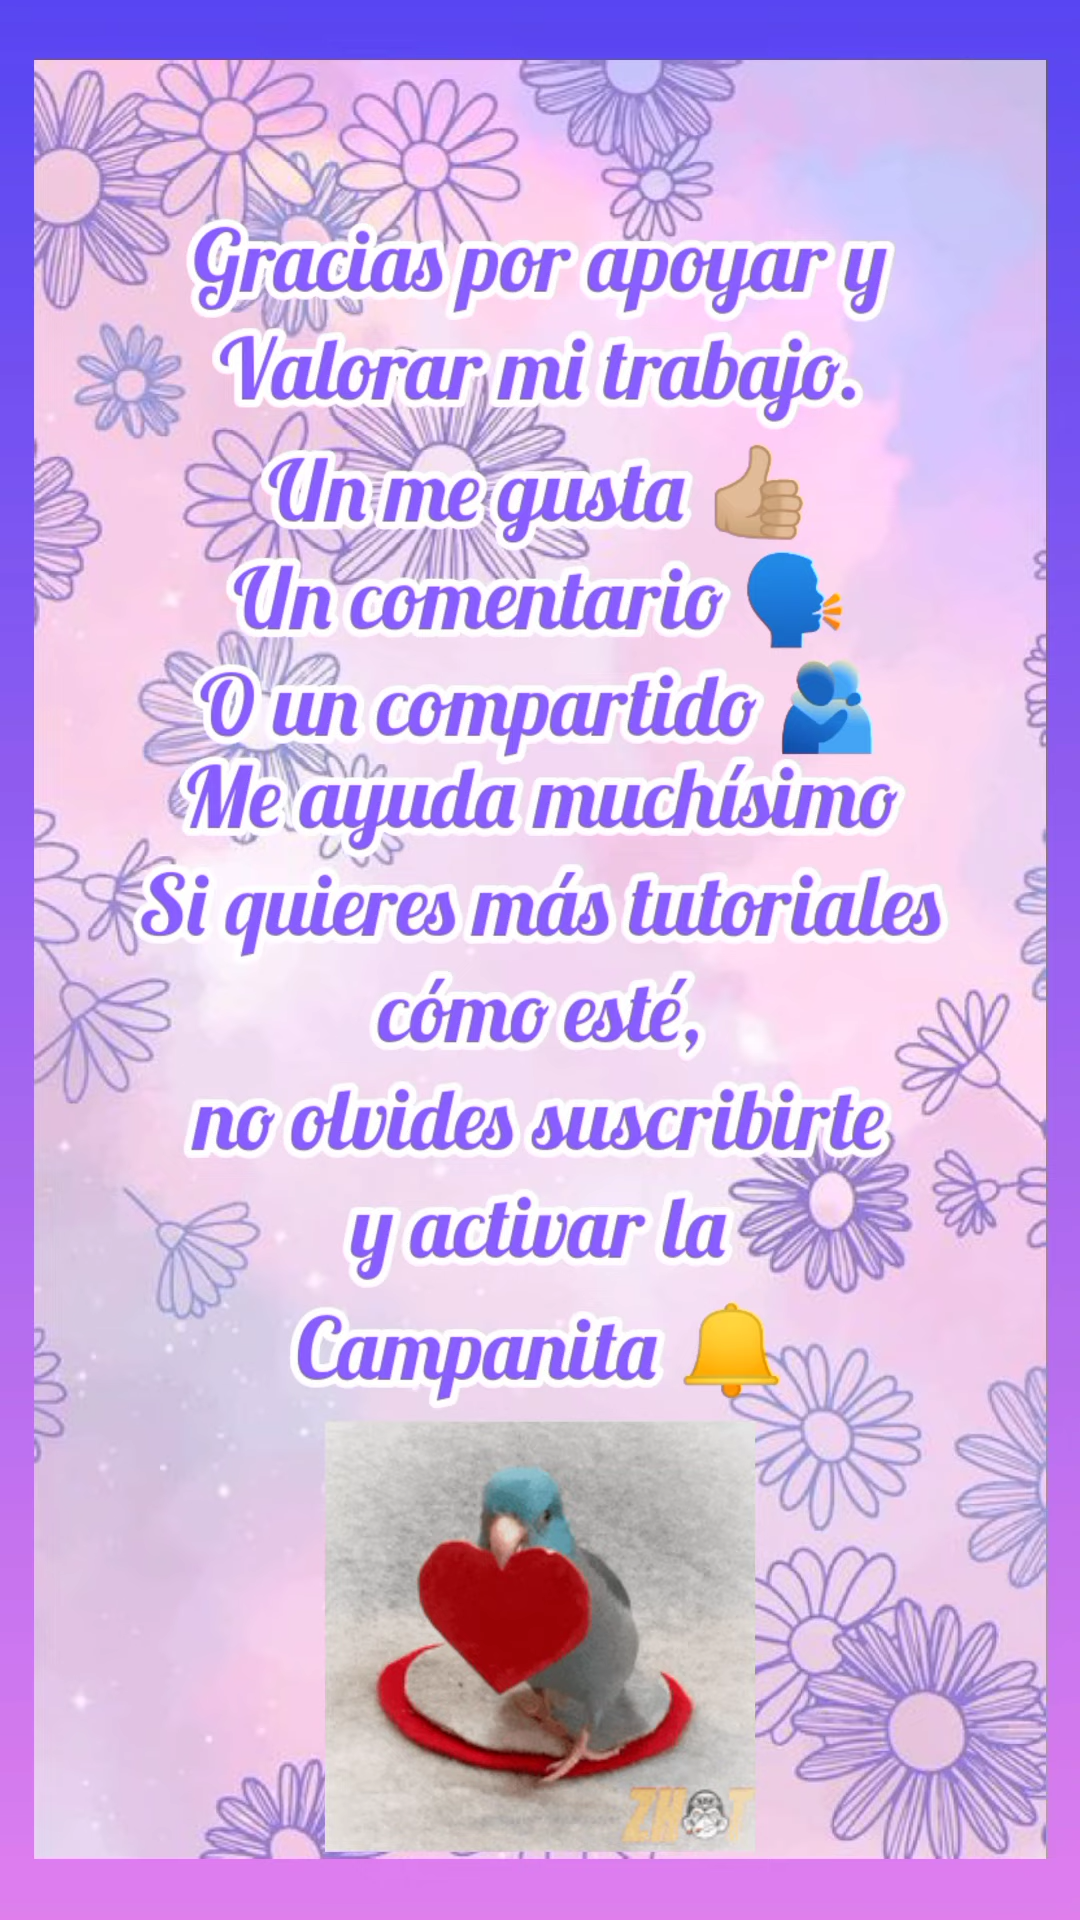 Gracias por apoyar y
Valorar mi trabajo.
Un me gusta 👍🏼
Un comentario 🗣️
O un compartido 🫂
Me ayuda muchísimo
Si quieres más tutoriales
cómo esté,
no olvides suscribirte
y activar la
Campanita 🔔